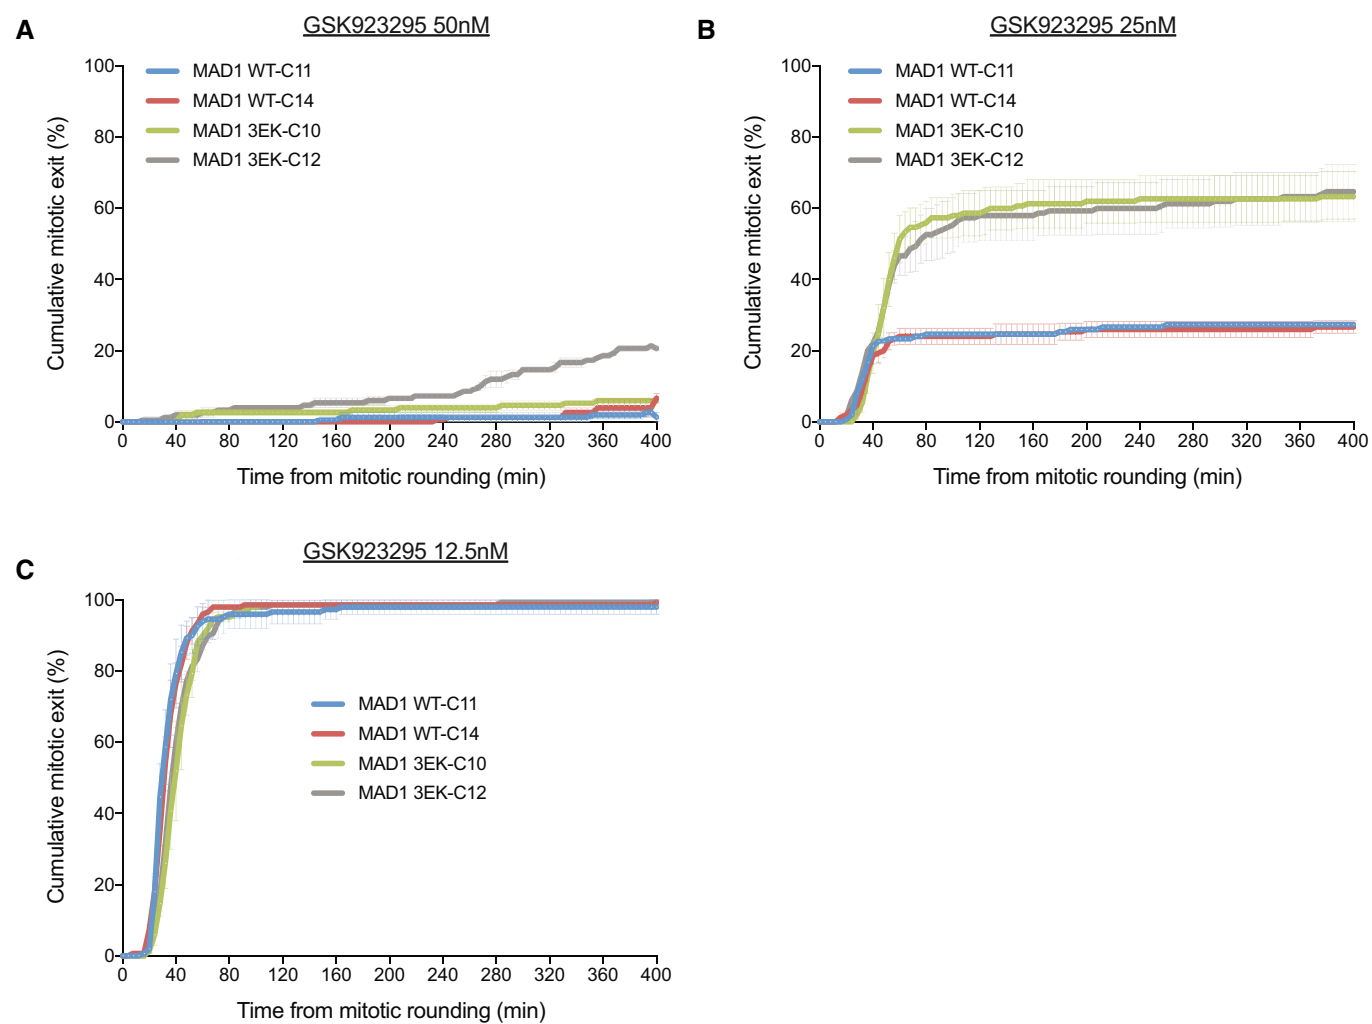 A
GSK923295 50nM
MAD1 WT-C11
MAD1 WT-C14
MAD1 3EK-C10
MAD1 3EK-C12
Cumulative mitotic exit (%)
100
80
60
40
20
0
0 40 80 120 160 200 240 280 320 360 400
Time from mitotic rounding (min)
B
GSK923295 25nM
MAD1 WT-C11
MAD1 WT-C14
MAD1 3EK-C10
MAD1 3EK-C12
Cumulative mitotic exit (%)
100
80
60
40
20
0
0 40 80 120 160 200 240 280 320 360 400
Time from mitotic rounding (min)
C
GSK923295 12.5nM
MAD1 WT-C11
MAD1 WT-C14
MAD1 3EK-C10
MAD1 3EK-C12
Cumulative mitotic exit (%)
100
80
60
40
20
0
0 40 80 120 160 200 240 280 320 360 400
Time from mitotic rounding (min)